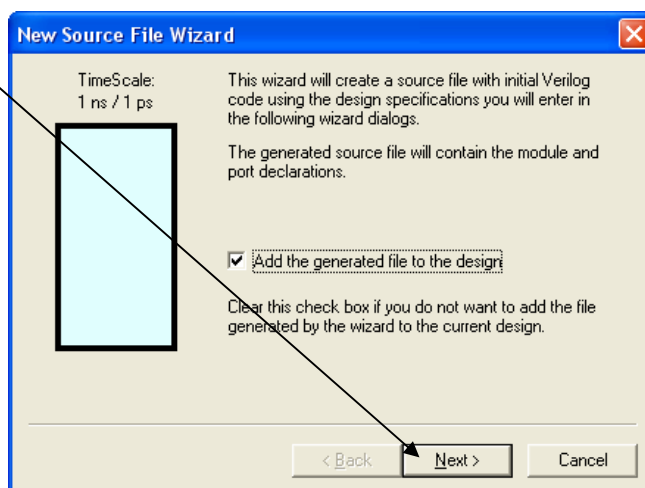 New Source File Wizard
TimeScale:
1 ns / 1 ps
This wizard will create a source file with initial Verilog
code using the design specifications you will enter in
the following wizard dialogs.
The generated source file will contain the module and
port declarations.
Add the generated file to the design
Clear this check box if you do not want to add the file
generated by the wizard to the current design.
< Back Next > Cancel